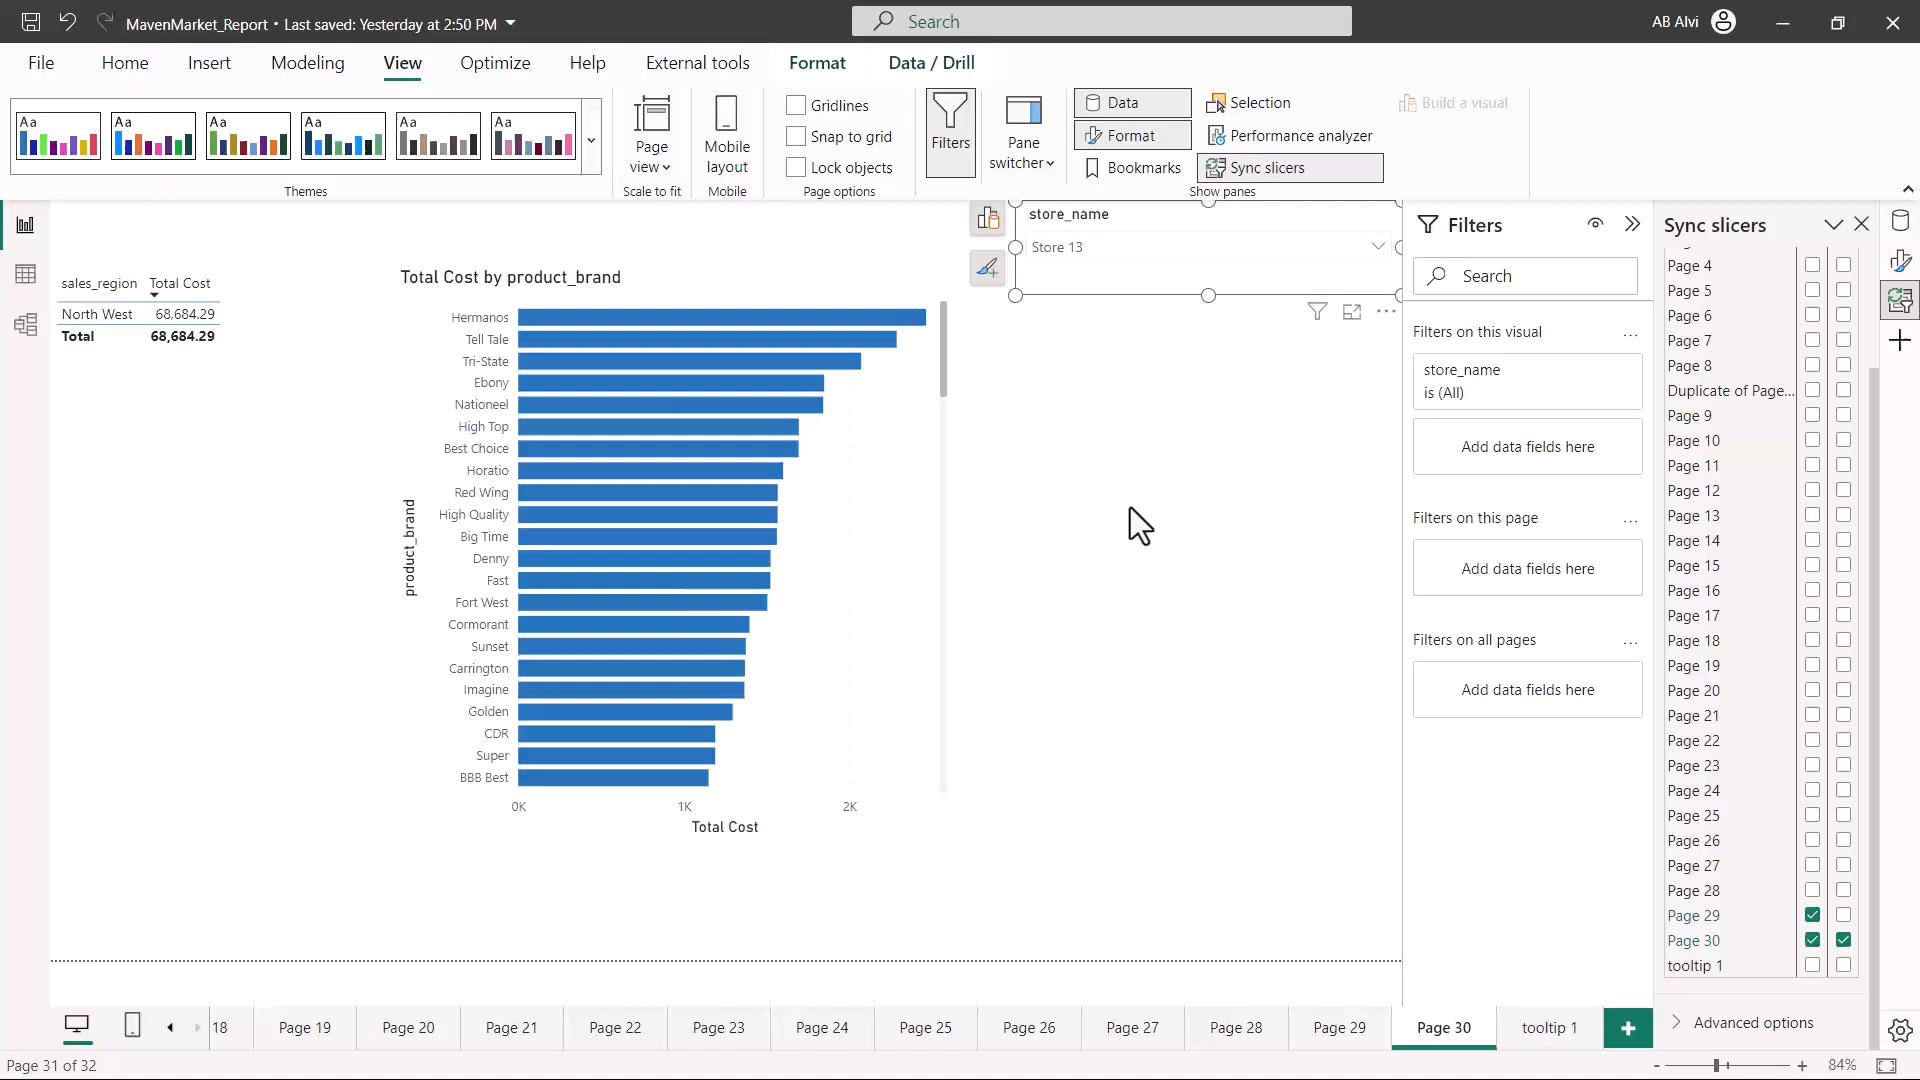 MavenMarket_Report • Last saved: Yesterday at 2:50 PM
Search
AB Alvi
File
Home
Insert
Modeling
View
Optimize
Help
External tools
Format
Data / Drill
Aa
Aa
Aa
Aa
Aa
Aa
Themes
Page
view
Scale to fit
Mobile
layout
Mobile
Gridlines
Snap to grid
Lock objects
Page options
Filters
Pane
switcher
Data
Format
Bookmarks
Selection
Performance analyzer
Sync slicers
Show panes
Build a visual
sales_region Total Cost
North West 68,684.29
Total 68,684.29
Total Cost by product_brand
product_brand
Hermanos
Tell Tale
Tri-State
Ebony
Nationeel
High Top
Best Choice
Horatio
Red Wing
High Quality
Big Time
Denny
Fast
Fort West
Cormorant
Sunset
Carrington
Imagine
Golden
CDR
Super
BBB Best
0K 1K 2K
Total Cost
store_name
Store 13
Filters
Search
Filters on this visual
store_name
is (All)
Add data fields here
Filters on this page
Add data fields here
Filters on all pages
Add data fields here
Sync slicers
Page 4
Page 5
Page 6
Page 7
Page 8
Duplicate of Page...
Page 9
Page 10
Page 11
Page 12
Page 13
Page 14
Page 15
Page 16
Page 17
Page 18
Page 19
Page 20
Page 21
Page 22
Page 23
Page 24
Page 25
Page 26
Page 27
Page 28
Page 29
Page 30
tooltip 1
Advanced options
18
Page 19
Page 20
Page 21
Page 22
Page 23
Page 24
Page 25
Page 26
Page 27
Page 28
Page 29
Page 30
tooltip 1
Page 31 of 32
84%